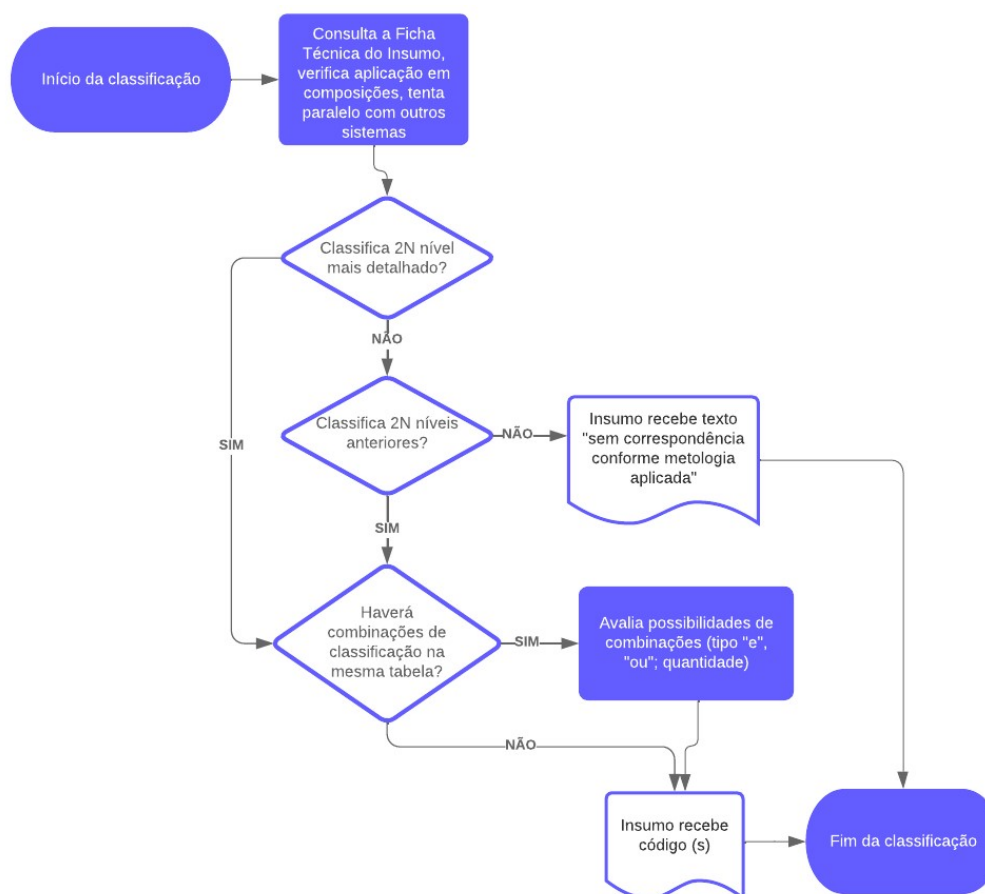 Início da classificação
Consulta a Ficha
Técnica do Insumo,
verifica aplicação em
composições, tenta
paralelo com outros
sistemas
Classifica 2N nível
mais detalhado?
NÃO
SIM
Classifica 2N níveis
anteriores?
NÃO
Insumo recebe texto
"sem correspondência
conforme metologia
aplicada"
SIM
Haverá
combinações de
classificação na
mesma tabela?
SIM
Avalia possibilidades de
combinações (tipo "e",
"ou"; quantidade)
NÃO
Insumo recebe
código (s)
Fim da classificação